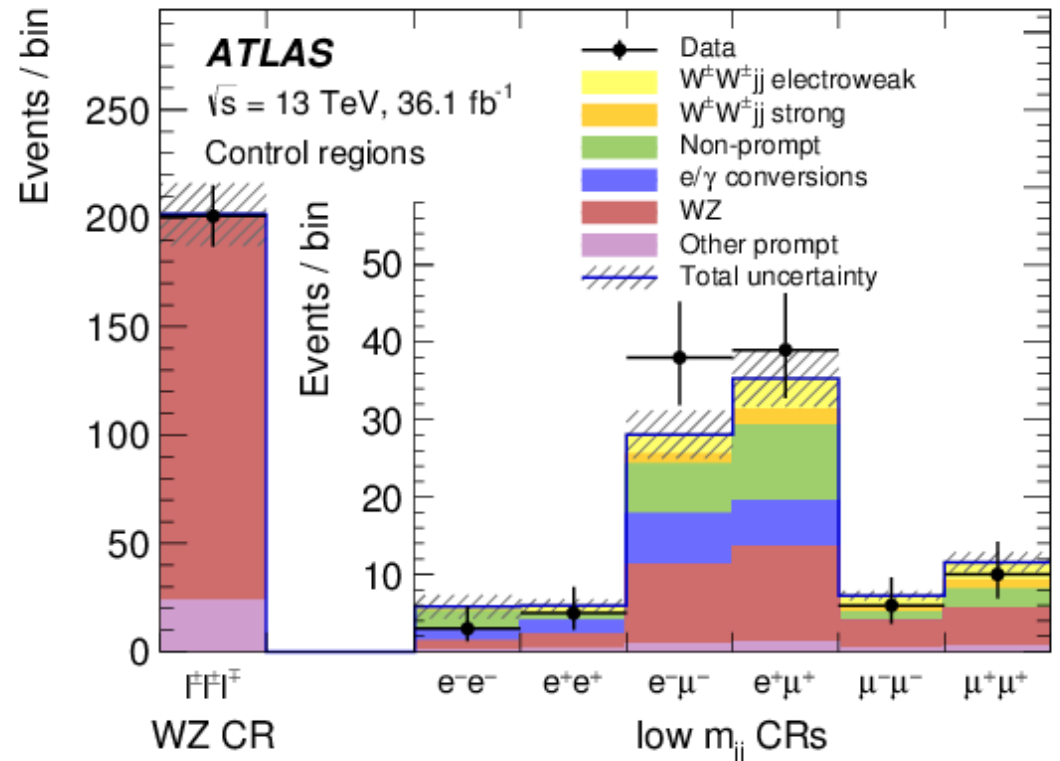 ATLAS
√s = 13 TeV, 36.1 fb⁻¹
Control regions
Data
W±W±jj electroweak
W±W±jj strong
Non-prompt
e/γ conversions
WZ
Other prompt
Total uncertainty
Events / bin
250
200
150
100
50
0
Events / bin
50
40
30
20
10
l±l±l∓
e⁻e⁻
e⁺e⁺
e⁻μ⁻
e⁺μ⁺
μ⁻μ⁻
μ⁺μ⁺
WZ CR
low mjj CRs